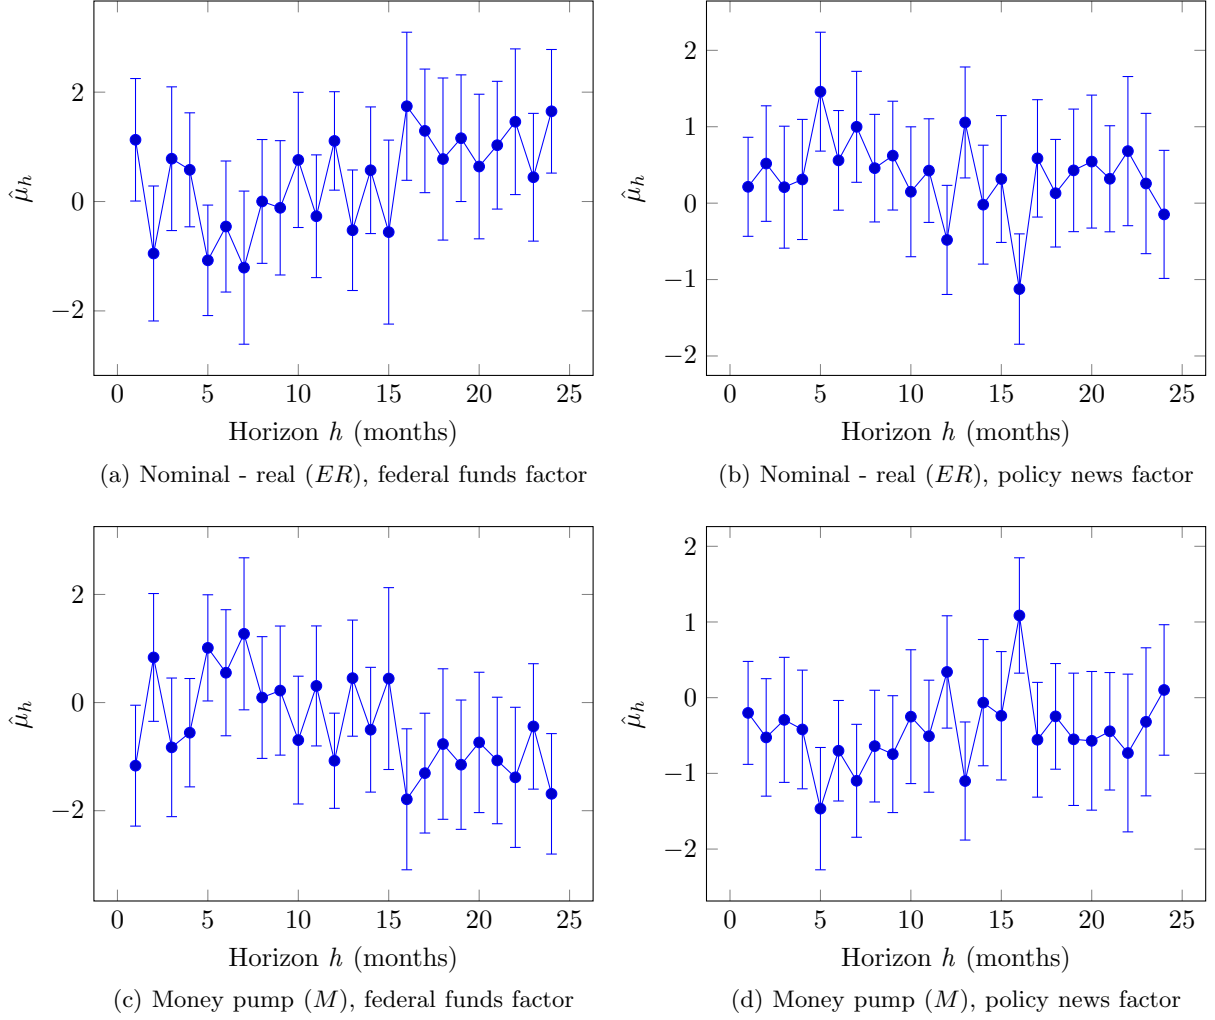 2
0
−2
μ̂h
0 5 10 15 20 25
Horizon h (months)
(a) Nominal - real (ER), federal funds factor
2
1
0
−1
−2
μ̂h
0 5 10 15 20 25
Horizon h (months)
(b) Nominal - real (ER), policy news factor
2
0
−2
μ̂h
0 5 10 15 20 25
Horizon h (months)
(c) Money pump (M), federal funds factor
2
1
−0
−1
−2
μ̂h
0 5 10 15 20 25
Horizon h (months)
(d) Money pump (M), policy news factor